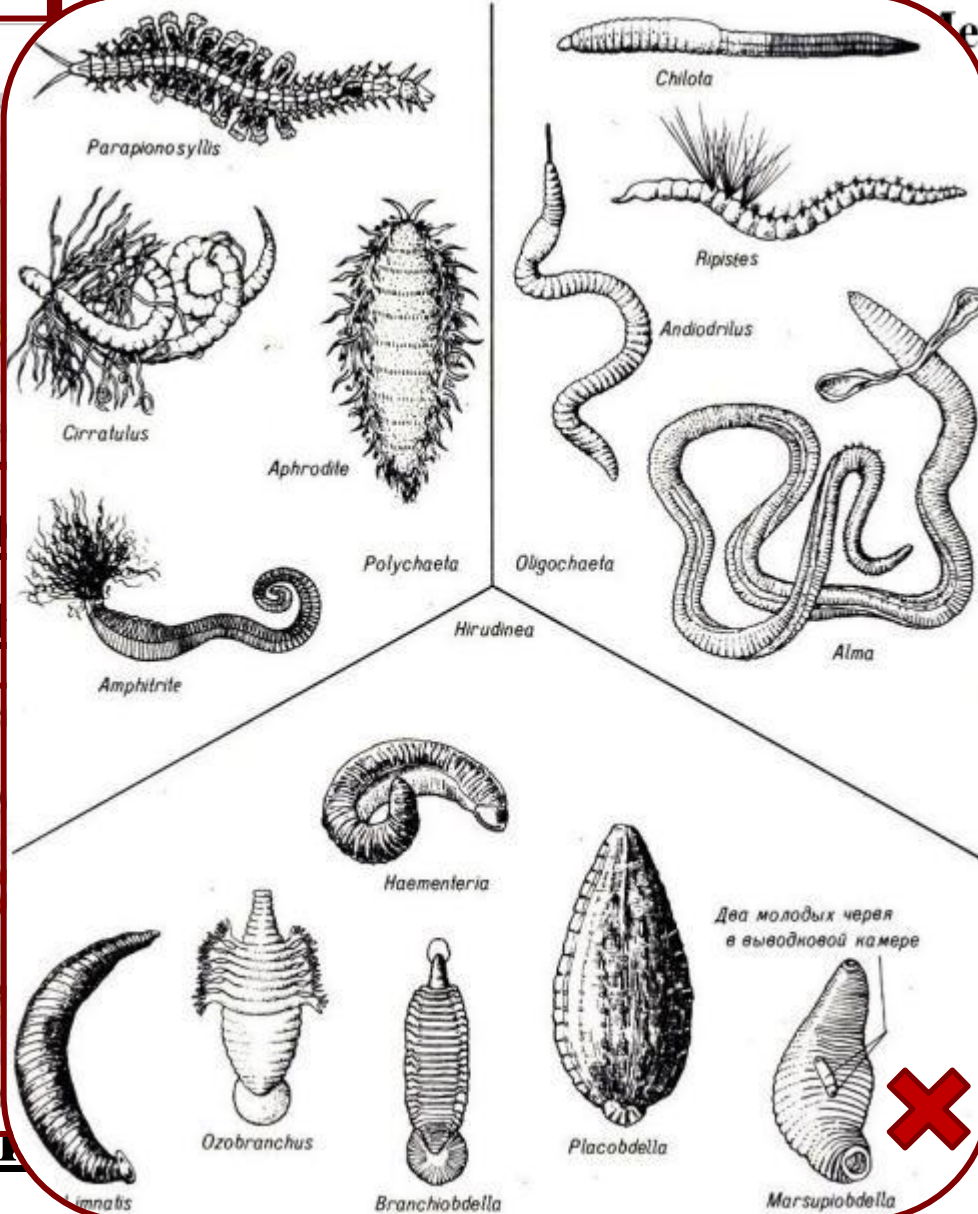 Parapionosyllis
Cirratulus
Aphrodite
Amphitrite
Polychaeta
Chilota
Ripistes
Andiodrilus
Oligochaeta
Alma
Hirudinea
Haementeria
Два молодых червя
в выводковой камере
Ozobranchus
Placobdella
Limnatis
Branchiobdella
Marsupiobdella